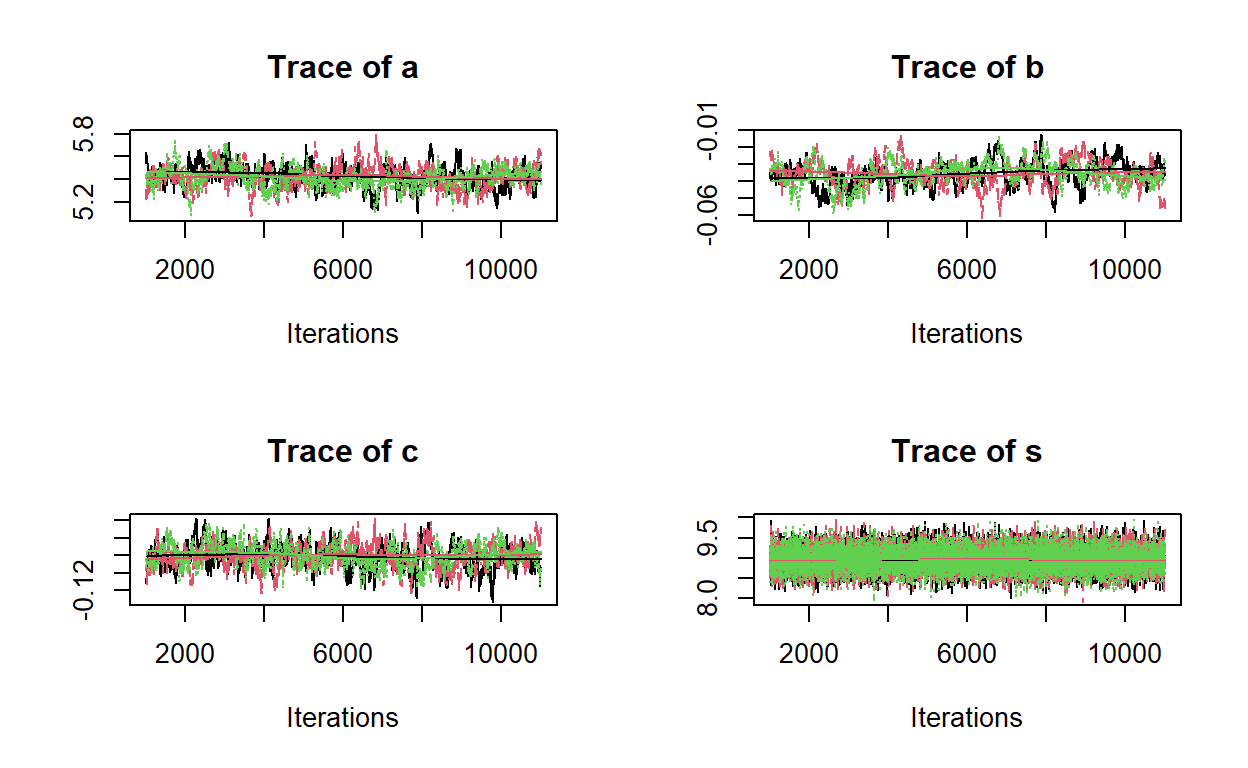 Trace of a
5.8
5.2
2000 6000 10000
Iterations
Trace of b
-0.01
-0.06
2000 6000 10000
Iterations
Trace of c
-0.12
2000 6000 10000
Iterations
Trace of s
9.5
8.0
2000 6000 10000
Iterations